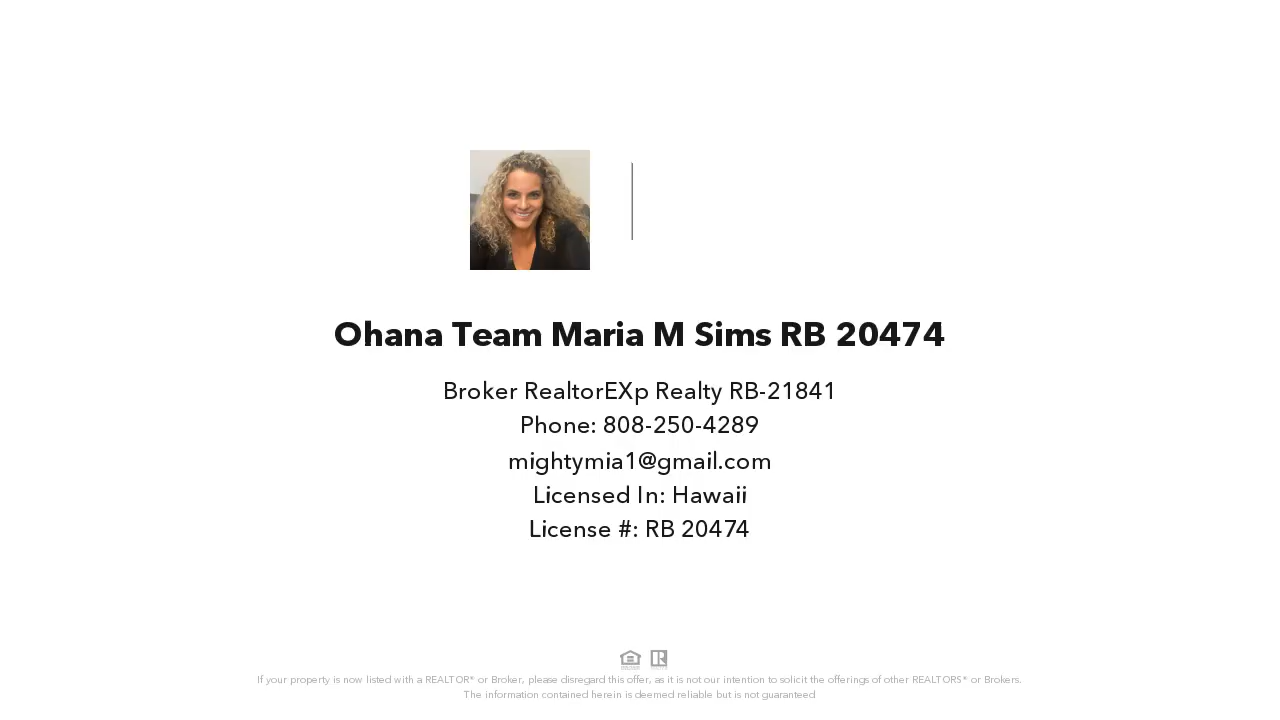 Ohana Team Maria M Sims RB 20474
Broker RealtorEXp Realty RB-21841
Phone: 808-250-4289
mightymia1@gmail.com
Licensed In: Hawaii
License #: RB 20474
If your property is now listed with a REALTOR® or Broker, please disregard this offer, as it is not our intention to solicit the offerings of other REALTORS® or Brokers.
The information contained herein is deemed reliable but is not guaranteed